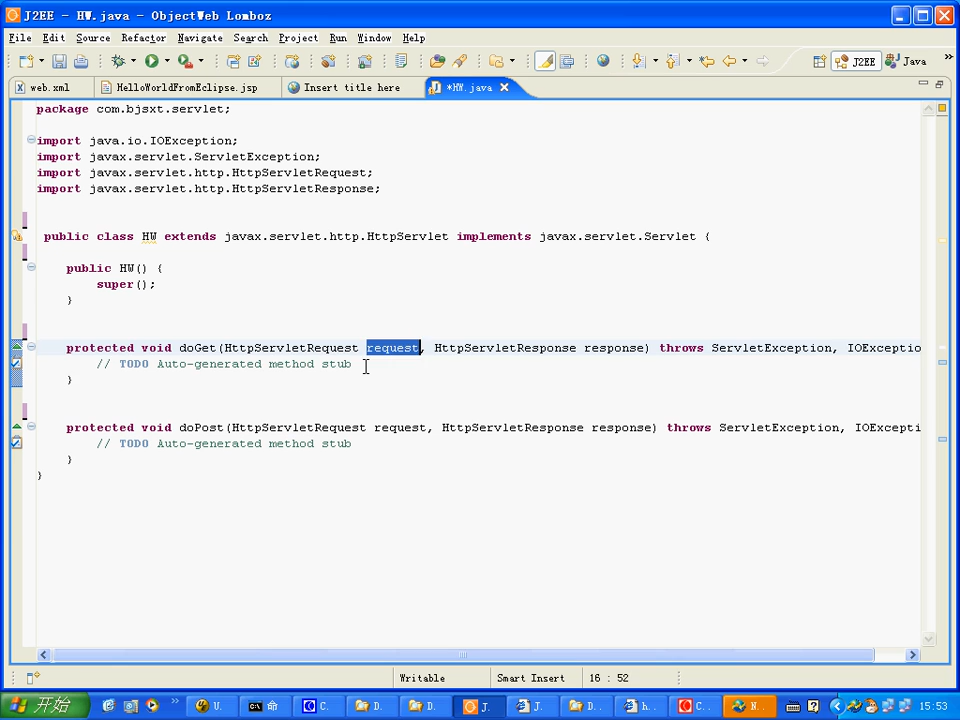 J2EE - HW.java - ObjectWeb Lomboz
File Edit Source Refactor Navigate Search Project Run Window Help
J2EE Java »
web.xml HelloWorldFromEclipse.jsp Insert title here *HW.java
package com.bjsxt.servlet;
import java.io.IOException;
import javax.servlet.ServletException;
import javax.servlet.http.HttpServletRequest;
import javax.servlet.http.HttpServletResponse;
public class HW extends javax.servlet.http.HttpServlet implements javax.servlet.Servlet {
public HW() {
super();
}
protected void doGet(HttpServletRequest request, HttpServletResponse response) throws ServletException, IOExceptio
// TODO Auto-generated method stub
}
protected void doPost(HttpServletRequest request, HttpServletResponse response) throws ServletException, IOExcepti
// TODO Auto-generated method stub
}
}
Writable Smart Insert 16 : 52
开始 » U. 命 C. D. D. J. J. D. h. C. N. 15:53